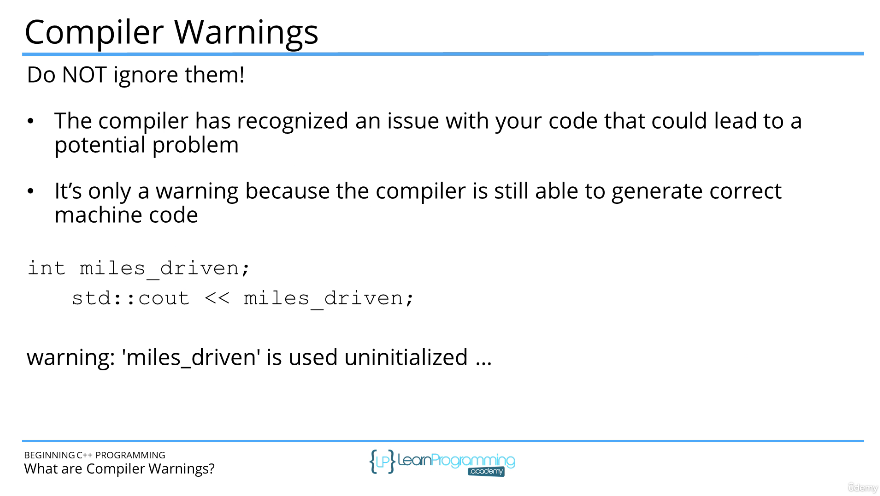 Compiler Warnings
Do NOT ignore them!
• The compiler has recognized an issue with your code that could lead to a
potential problem
• It’s only a warning because the compiler is still able to generate correct
machine code
int miles_driven;
std::cout << miles_driven;
warning: 'miles_driven' is used uninitialized ...
BEGINNING C++ PROGRAMMING
What are Compiler Warnings?
{LP} LearnProgramming
academy
Udemy